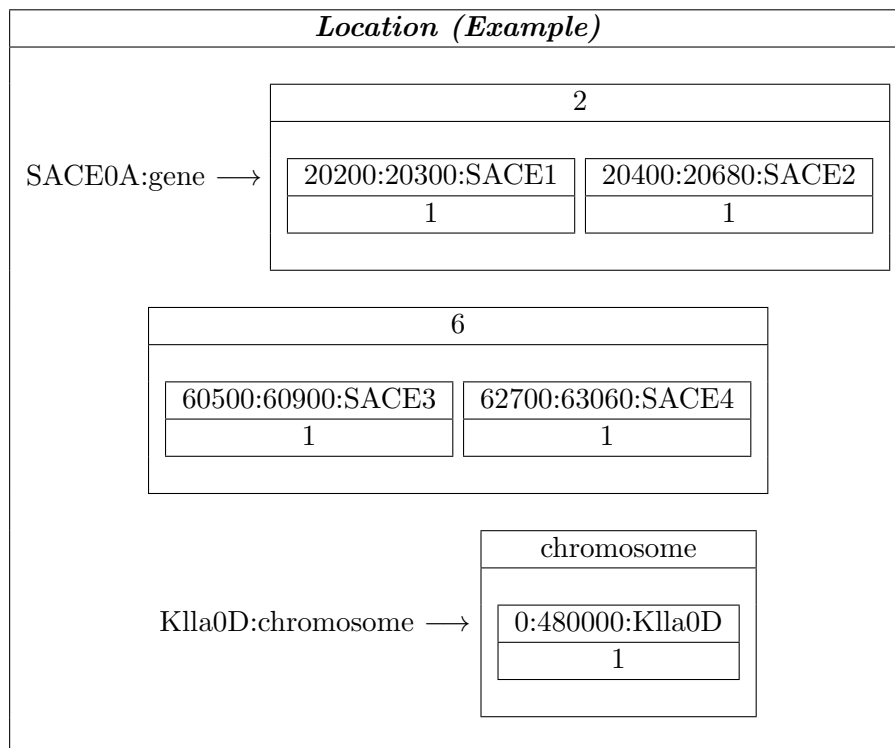 Location (Example)
2
SACE0A:gene ⟶
20200:20300:SACE1 20400:20680:SACE2
1 1
6
60500:60900:SACE3 62700:63060:SACE4
1 1
chromosome
Klla0D:chromosome ⟶
0:480000:Klla0D
1